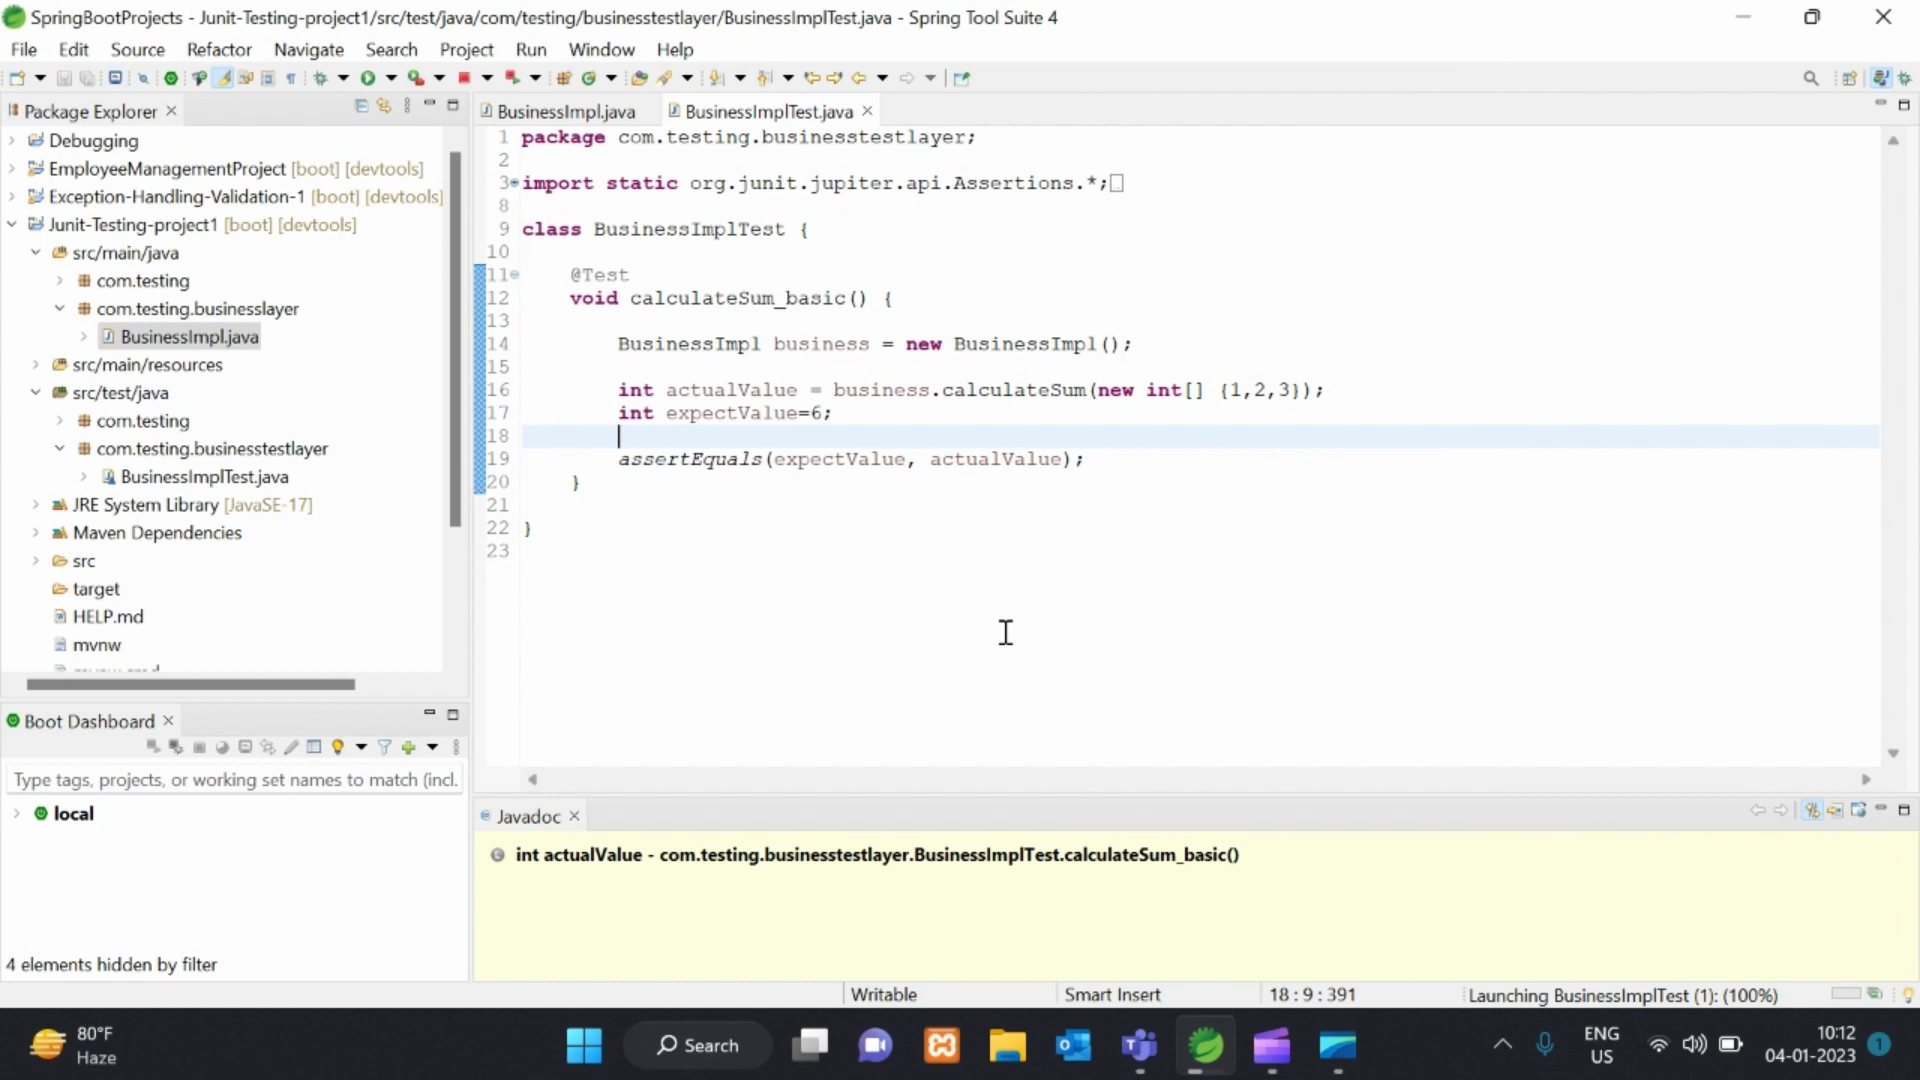 SpringBootProjects - Junit-Testing-project1/src/test/java/com/testing/businesstestlayer/BusinessImplTest.java - Spring Tool Suite 4
File Edit Source Refactor Navigate Search Project Run Window Help
Package Explorer
Debugging
EmployeeManagementProject [boot] [devtools]
Exception-Handling-Validation-1 [boot] [devtools]
Junit-Testing-project1 [boot] [devtools]
src/main/java
com.testing
com.testing.businesslayer
BusinessImpl.java
src/main/resources
src/test/java
com.testing
com.testing.businesstestlayer
BusinessImplTest.java
JRE System Library [JavaSE-17]
Maven Dependencies
src
target
HELP.md
mvnw
BusinessImpl.java BusinessImplTest.java
1 package com.testing.businesstestlayer;
2
3 import static org.junit.jupiter.api.Assertions.*;
8
9 class BusinessImplTest {
10
11 @Test
12 void calculateSum_basic() {
13
14 BusinessImpl business = new BusinessImpl();
15
16 int actualValue = business.calculateSum(new int[] {1,2,3});
17 int expectValue=6;
18
19 assertEquals(expectValue, actualValue);
20 }
21
22 }
23
Boot Dashboard
Type tags, projects, or working set names to match (incl.
local
4 elements hidden by filter
Javadoc
int actualValue - com.testing.businesstestlayer.BusinessImplTest.calculateSum_basic()
Writable Smart Insert 18 : 9 : 391 Launching BusinessImplTest (1): (100%)
80°F
Haze
Search
ENG
US
10:12
04-01-2023
1